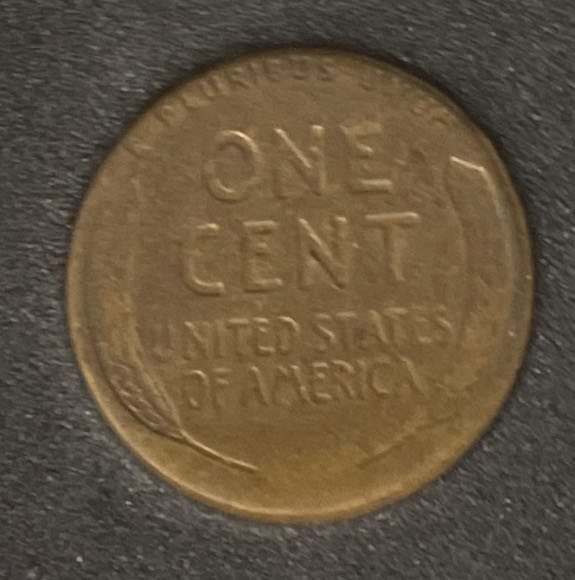 PLURIBUS
ONE
CENT
UNITED STATES
OF AMERICA